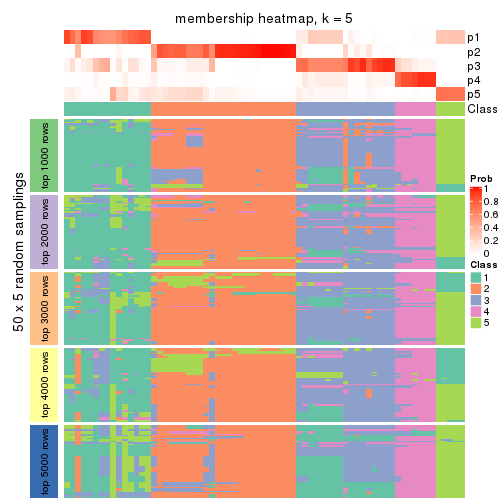 membership heatmap, k = 5
p1
p2
p3
p4
p5
Class
50 x 5 random samplings
top 1000 rows
top 2000 rows
top 3000 rows
top 4000 rows
top 5000 rows
Prob
1
0.8
0.6
0.4
0.2
0
Class
1
2
3
4
5